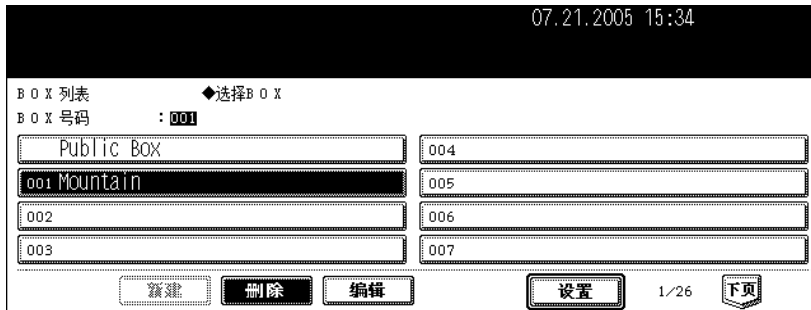 07.21.2005 15:34
BOX 列表 ◆选择BOX
BOX 号码 :001
Public Box 004
001 Mountain 005
002 006
003 007
新建 删除 编辑 设置 1/26 下页